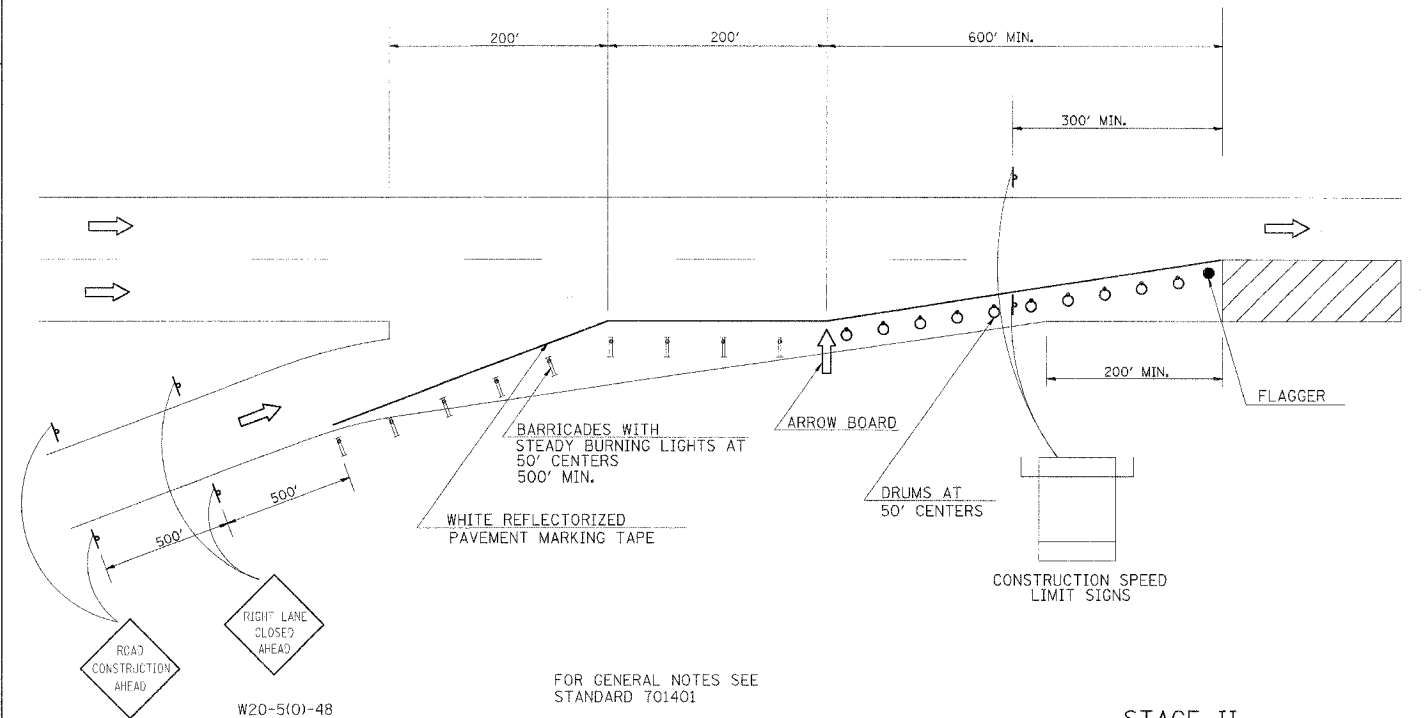 200'
200'
600' MIN.
300' MIN.
200' MIN.
FLAGGER
ARROW BOARD
BARRICADES WITH
STEADY BURNING LIGHTS AT
50' CENTERS
500' MIN.
DRUMS AT
50' CENTERS
WHITE REFLECTORIZED
PAVEMENT MARKING TAPE
500'
500'
CONSTRUCTION SPEED
LIMIT SIGNS
RIGHT LANE
CLOSED
AHEAD
ROAD
CONSTRUCTION
AHEAD
FOR GENERAL NOTES SEE
STANDARD 701401
W20-5(O)-48
STAGE II